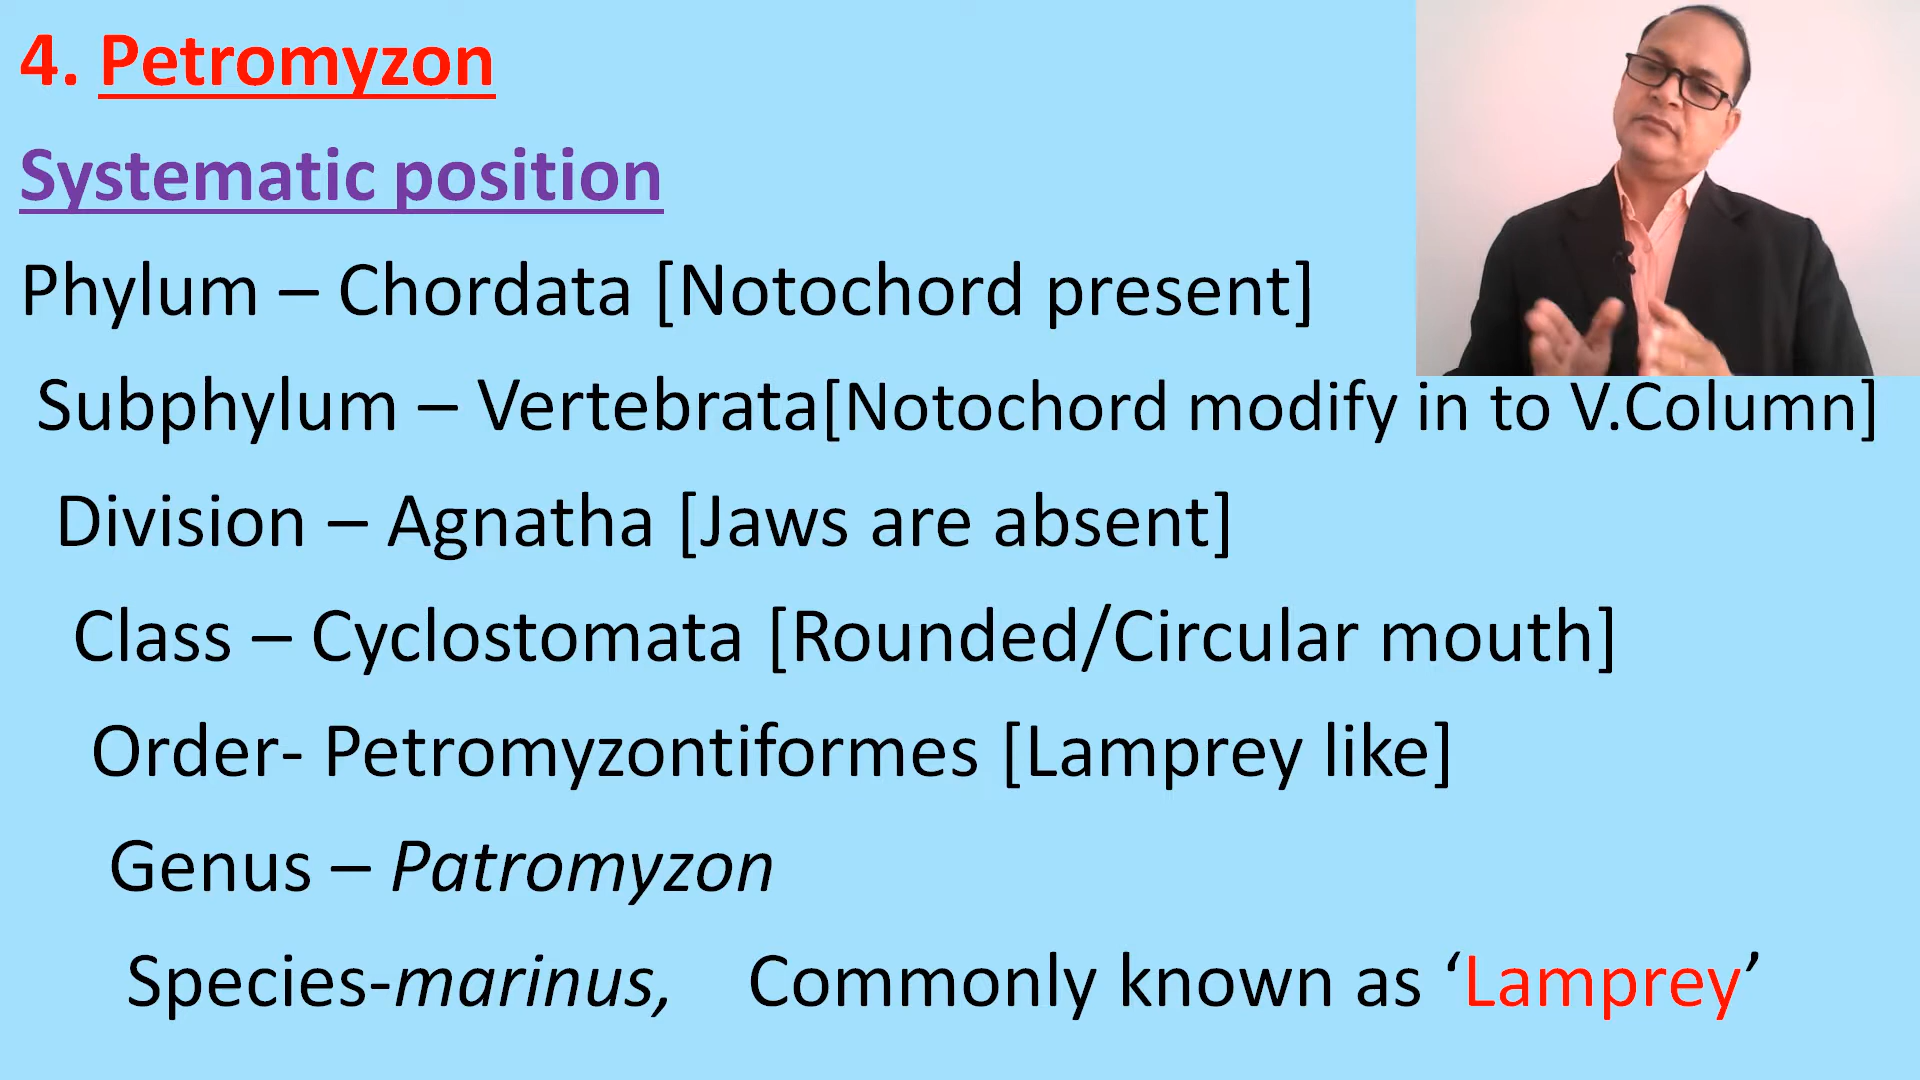 4. Petromyzon
Systematic position
Phylum – Chordata [Notochord present]
Subphylum – Vertebrata[Notochord modify in to V.Column]
Division – Agnatha [Jaws are absent]
Class – Cyclostomata [Rounded/Circular mouth]
Order- Petromyzontiformes [Lamprey like]
Genus – Patromyzon
Species-marinus, Commonly known as ‘Lamprey’